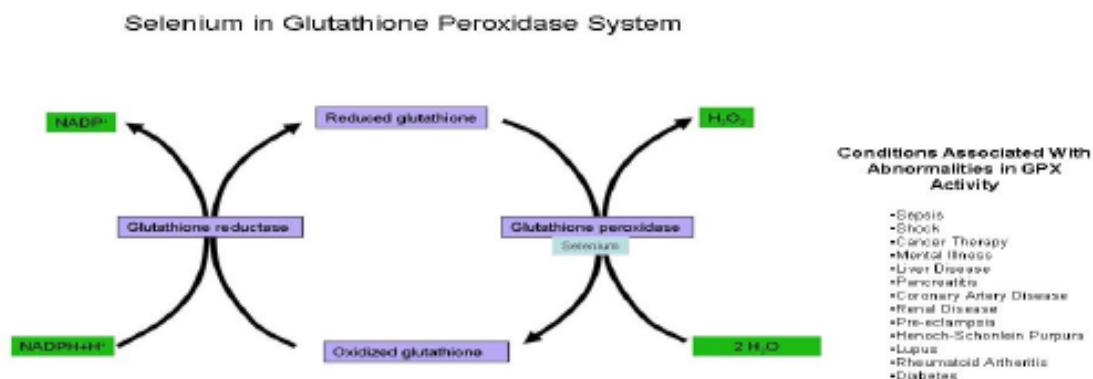 Selenium in Glutathione Peroxidase System
NADP⁺
Reduced glutathione
H₂O₂
Glutathione reductase
Glutathione peroxidase
Selenium
NADPH+H⁺
Oxidized glutathione
2 H₂O
Conditions Associated With
Abnormalities in GPX
Activity
•Sepsis
•Shock
•Cancer Therapy
•Mental Illness
•Liver Disease
•Pancreatitis
•Coronary Artery Disease
•Renal Disease
•Pre-eclampsia
•Henoch-Schonlein Purpura
•Lupus
•Rheumatoid Artheritis
•Diabetes